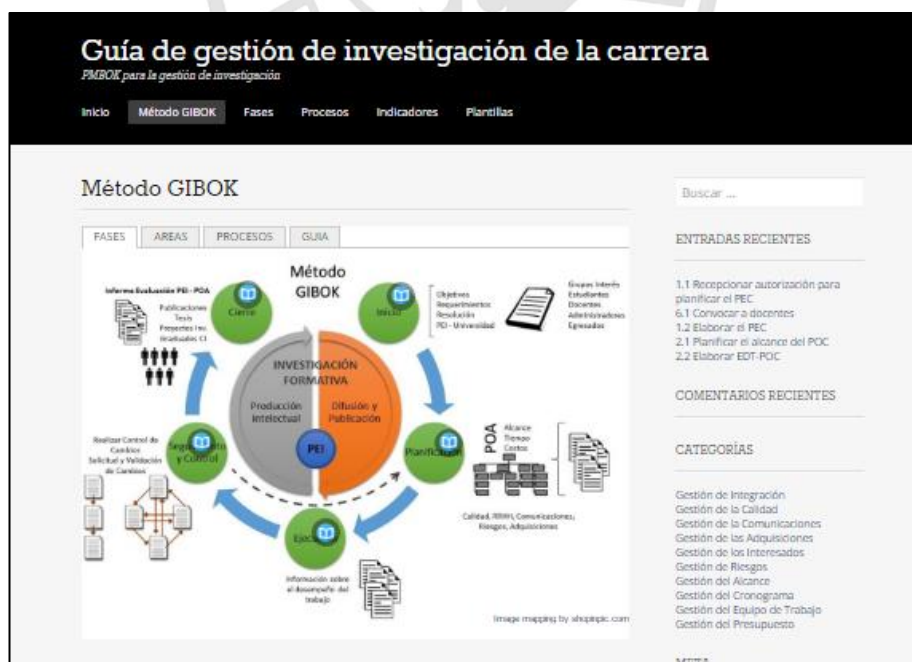 Guía de gestión de investigación de la carrera
PMBOK para la gestión de investigación
Inicio Método GIBOK Fases Procesos Indicadores Plantillas
Método GIBOK
FASES AREAS PROCESOS GUIA
Método
GIBOK
Informe Evaluación PEI - POA
Publicaciones
Tesis
Proyectos Inv.
Graduales CI
Cierre
Inicio
Objetivos
Requerimientos
Resolución
PEI - Universidad
Grupos Interés
Estudiantes
Docentes
Administradores
Egresados
INVESTIGACIÓN
FORMATIVA
Producción
Intelectual
Difusión y
Publicación
PEI
Realizar Control de
Cambios
Solicitud y Validación
de Cambios
y Control
Planificación
POA
Alcance
Tiempo
Costos
Calidad, RRHH, Comunicaciones,
Riesgos, Adquisiciones
Información sobre
el desempeño del
trabajo
Image mapping by shopinpic.com
Buscar ...
ENTRADAS RECIENTES
1.1 Recepcionar autorización para
planificar el PEC
6.1 Convocar a docentes
1.2 Elaborar el PEC
2.1 Planificar el alcance del POC
2.2 Elaborar EDT-POC
COMENTARIOS RECIENTES
CATEGORÍAS
Gestión de Integración
Gestión de la Calidad
Gestión de la Comunicaciones
Gestión de las Adquisiciones
Gestión de los Interesados
Gestión de Riesgos
Gestión del Alcance
Gestión del Cronograma
Gestión del Equipo de Trabajo
Gestión del Presupuesto
META